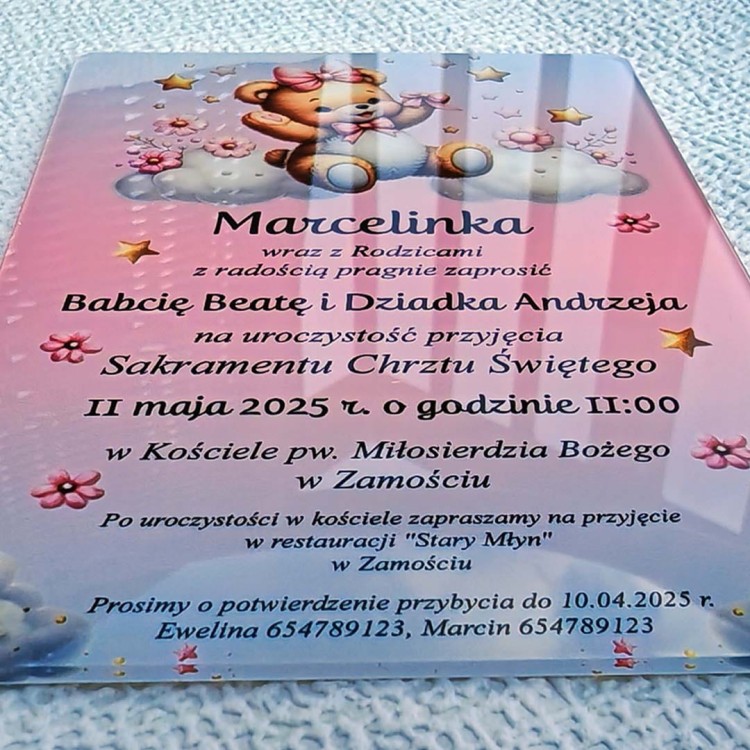 Marcelinka
wraz z Rodzicami
z radością pragnie zaprosić
Babcię Beatę i Dziadka Andrzeja
na uroczystość przyjęcia
Sakramentu Chrztu Świętego
11 maja 2025 r. o godzinie 11:00
w Kościele pw. Miłosierdzia Bożego
w Zamościu
Po uroczystości w kościele zapraszamy na przyjęcie
w restauracji "Stary Młyn"
w Zamościu
Prosimy o potwierdzenie przybycia do 10.04.2025 r.
Ewelina 654789123, Marcin 654789123